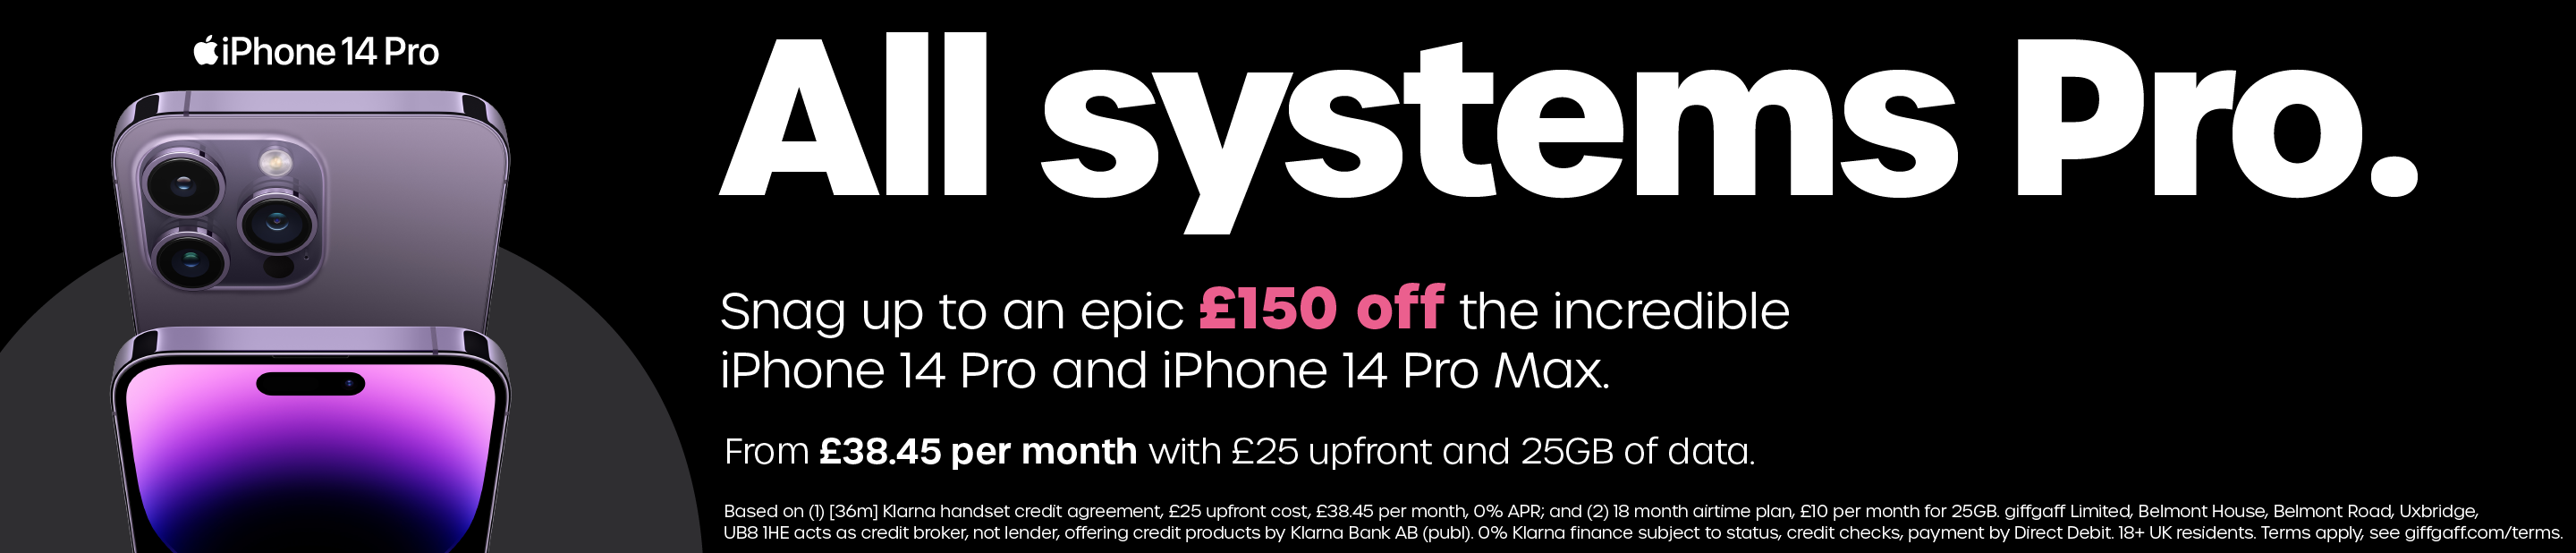 iPhone 14 Pro
All systems Pro.
Snag up to an epic £150 off the incredible
iPhone 14 Pro and iPhone 14 Pro Max.
From £38.45 per month with £25 upfront and 25GB of data.
Based on (1) [36m] Klarna handset credit agreement, £25 upfront cost, £38.45 per month, 0% APR; and (2) 18 month airtime plan, £10 per month for 25GB. giffgaff Limited, Belmont House, Belmont Road, Uxbridge,
UB8 1HE acts as credit broker, not lender, offering credit products by Klarna Bank AB (publ). 0% Klarna finance subject to status, credit checks, payment by Direct Debit. 18+ UK residents. Terms apply, see giffgaff.com/terms.